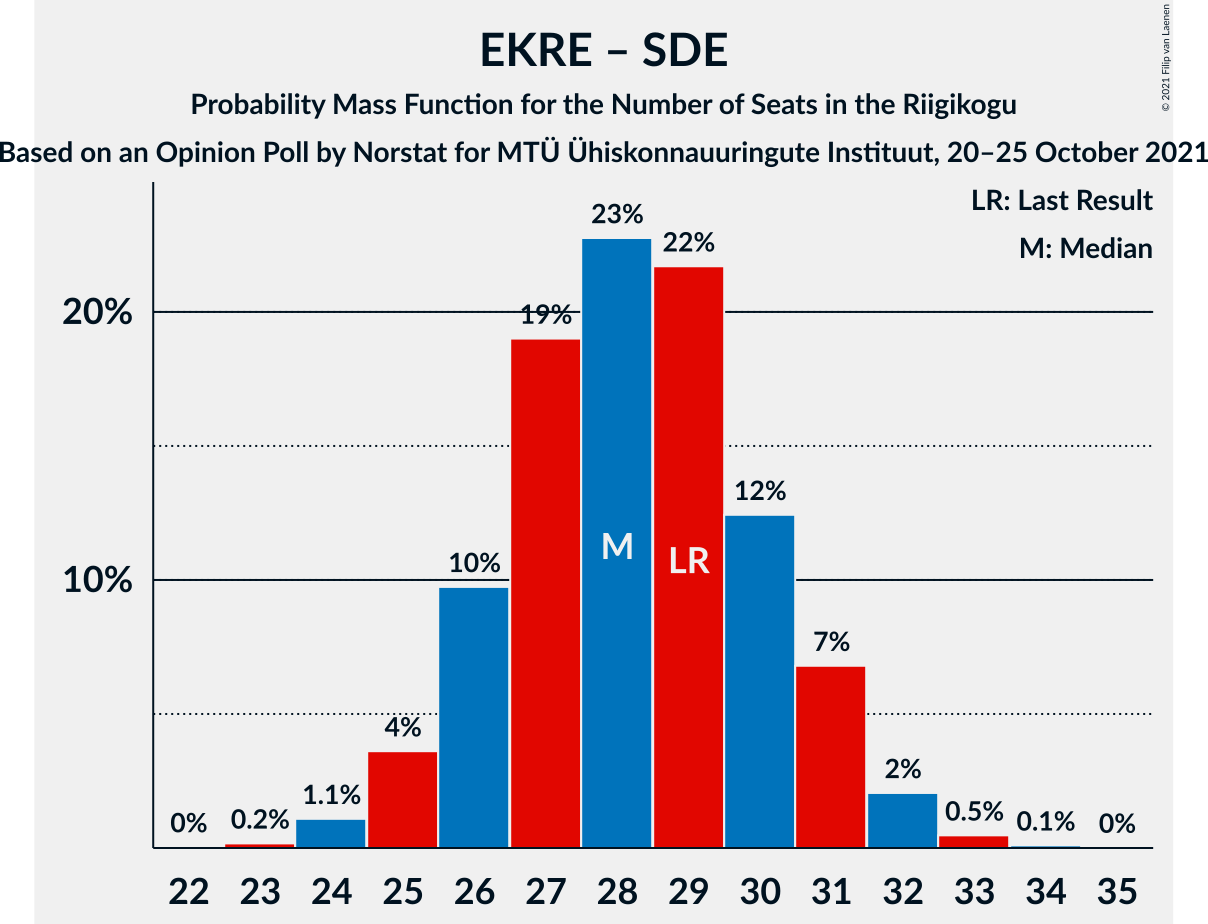 EKRE – SDE
Probability Mass Function for the Number of Seats in the Riigikogu
Based on an Opinion Poll by Norstat for MTÜ Ühiskonnauuringute Instituut, 20–25 October 2021
© 2021 Filip van Laenen
LR: Last Result
M: Median
20%
10%
0%
0.2%
1.1%
4%
10%
19%
23%
22%
12%
7%
2%
0.5%
0.1%
0%
M
LR
22 23 24 25 26 27 28 29 30 31 32 33 34 35